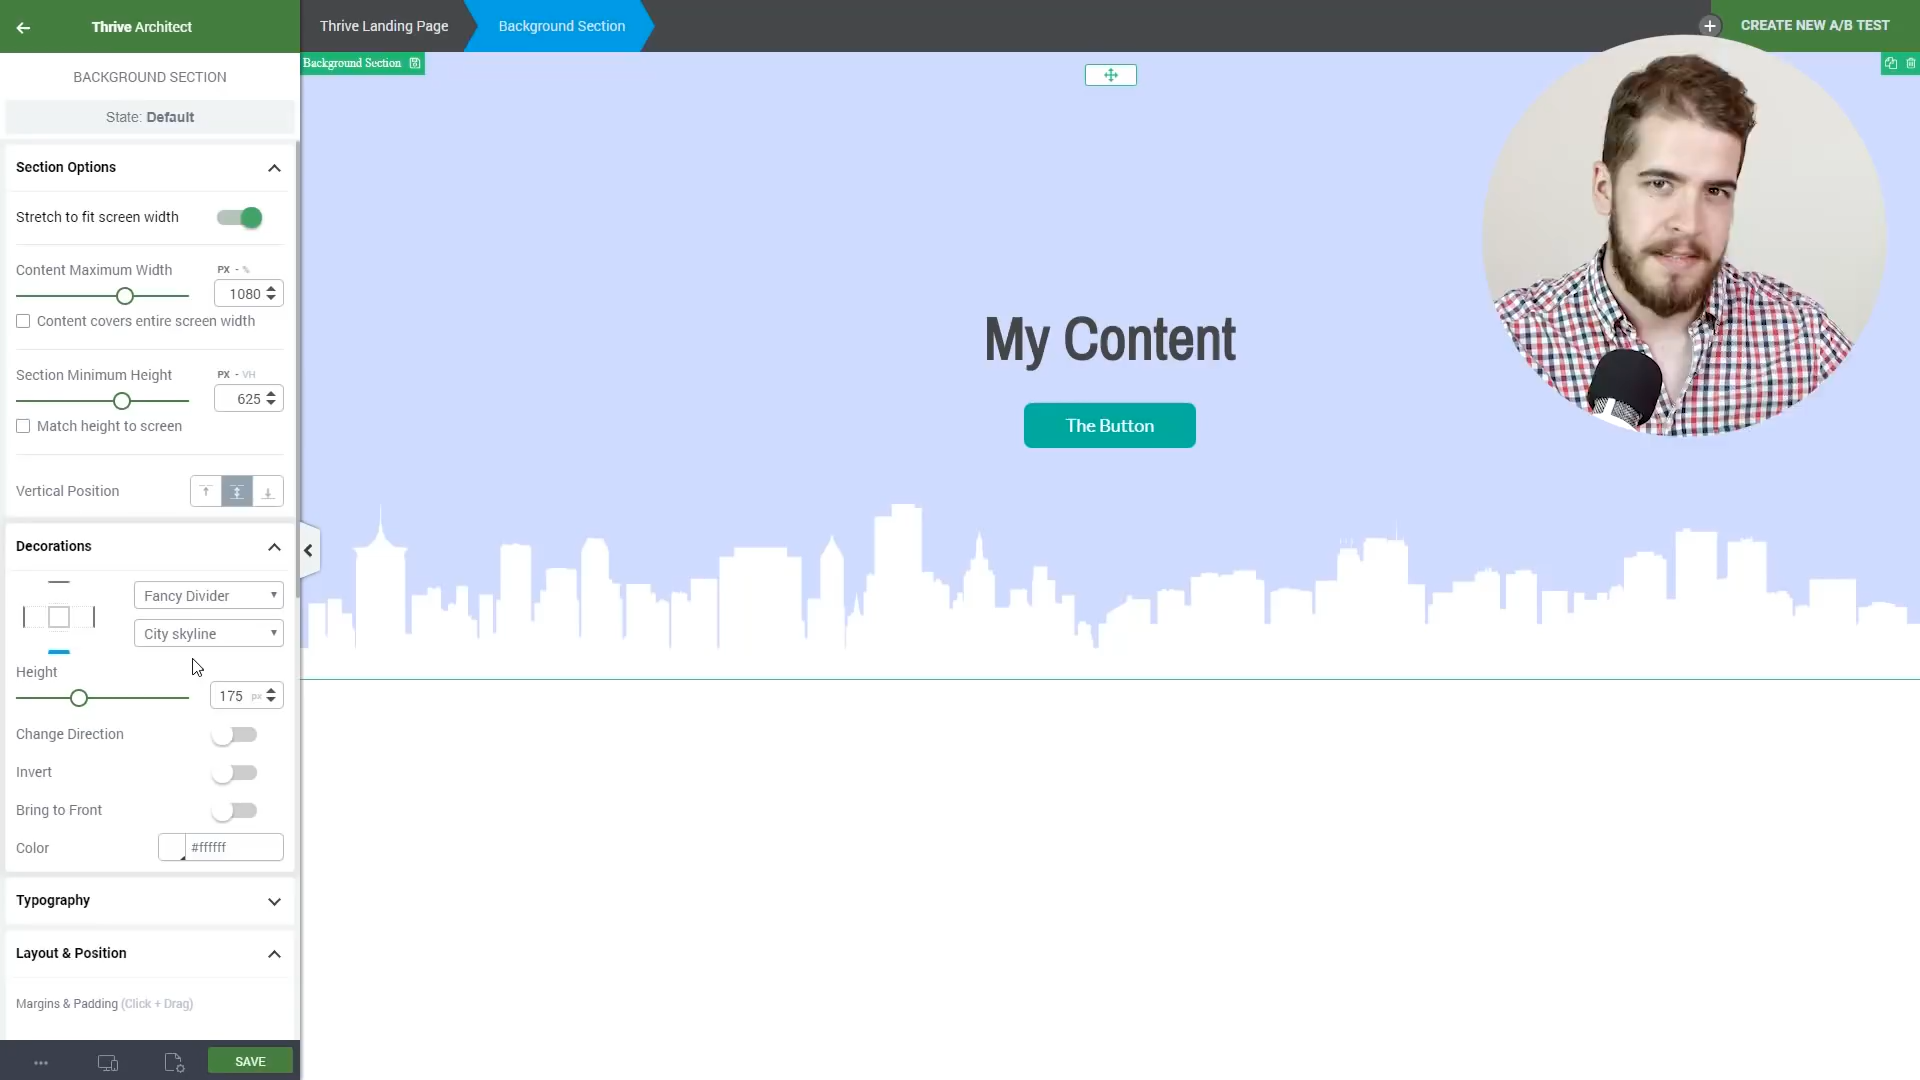 Thrive Architect
Thrive Landing Page
Background Section
CREATE NEW A/B TEST
BACKGROUND SECTION
Background Section
State: Default
Section Options
Stretch to fit screen width
Content Maximum Width
PX - %
1080
Content covers entire screen width
Section Minimum Height
PX - VH
625
Match height to screen
Vertical Position
Decorations
Fancy Divider
City skyline
Height
175 px
Change Direction
Invert
Bring to Front
Color
#ffffff
Typography
Layout & Position
Margins & Padding (Click + Drag)
SAVE
My Content
The Button